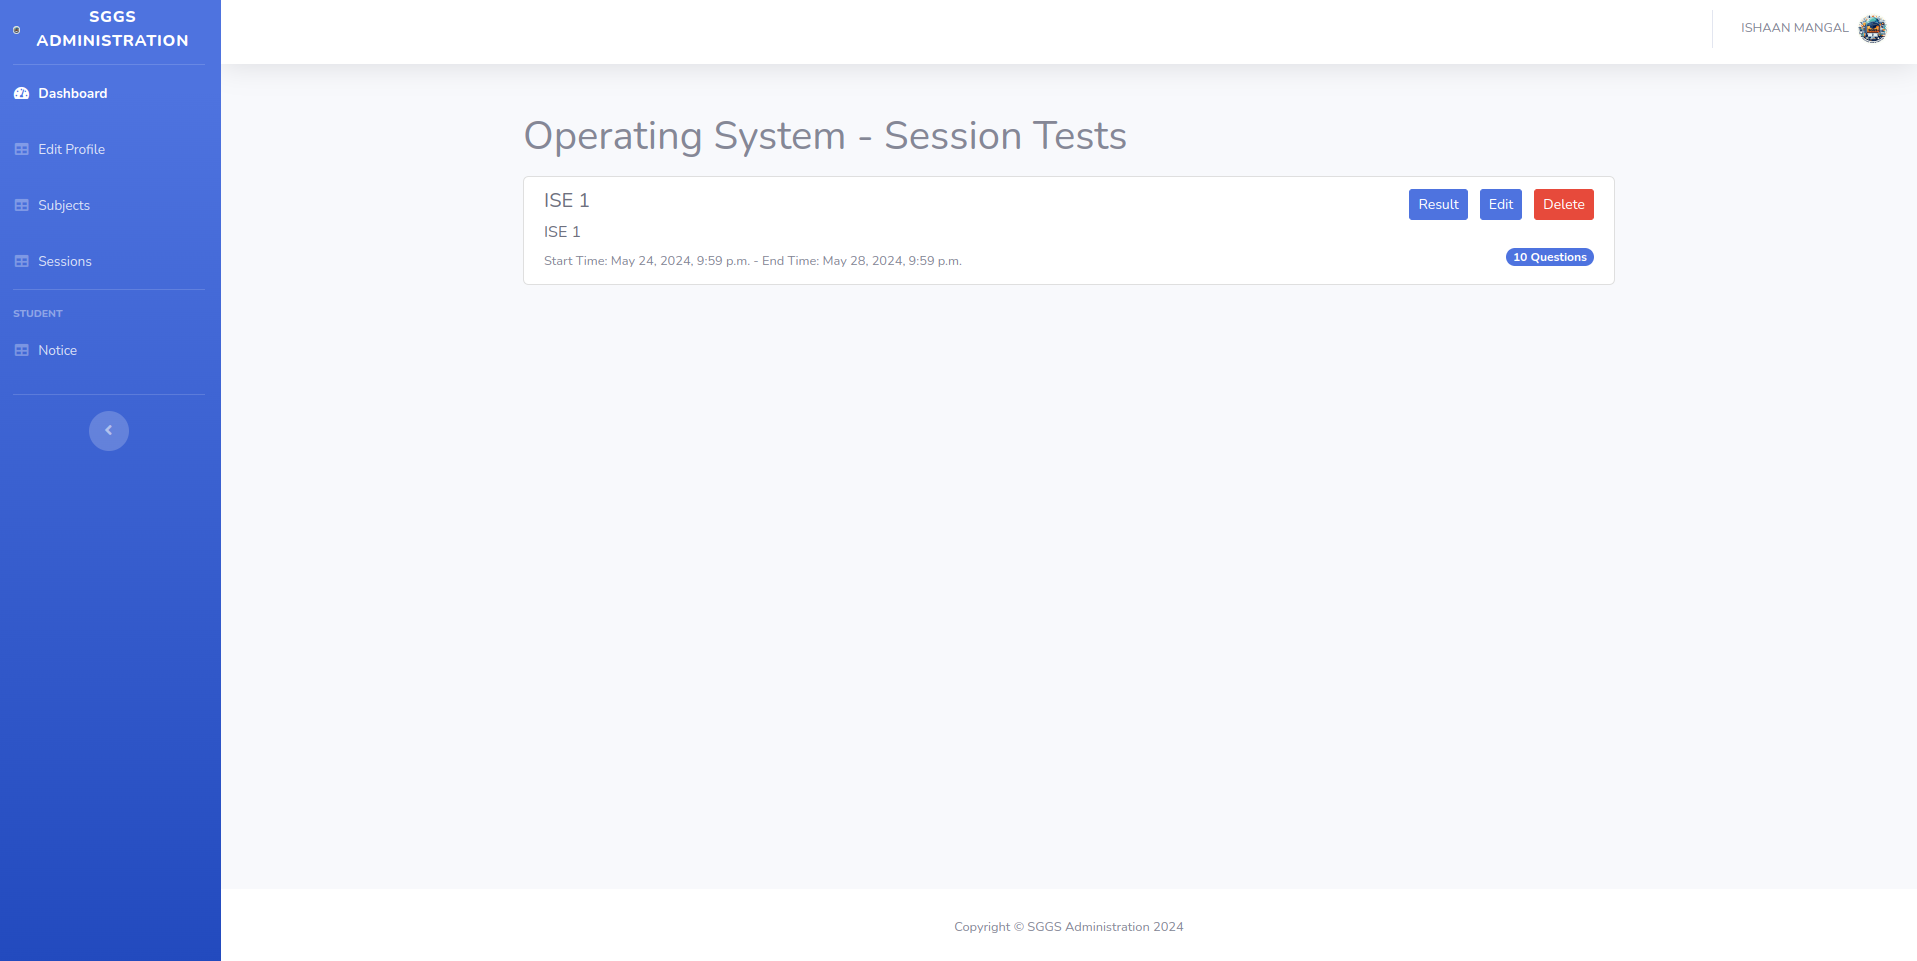 SGGS
ADMINISTRATION
Dashboard
Edit Profile
Subjects
Sessions
STUDENT
Notice
ISHAAN MANGAL
Operating System - Session Tests
ISE 1
Result Edit Delete
ISE 1
Start Time: May 24, 2024, 9:59 p.m. - End Time: May 28, 2024, 9:59 p.m.
10 Questions
Copyright © SGGS Administration 2024